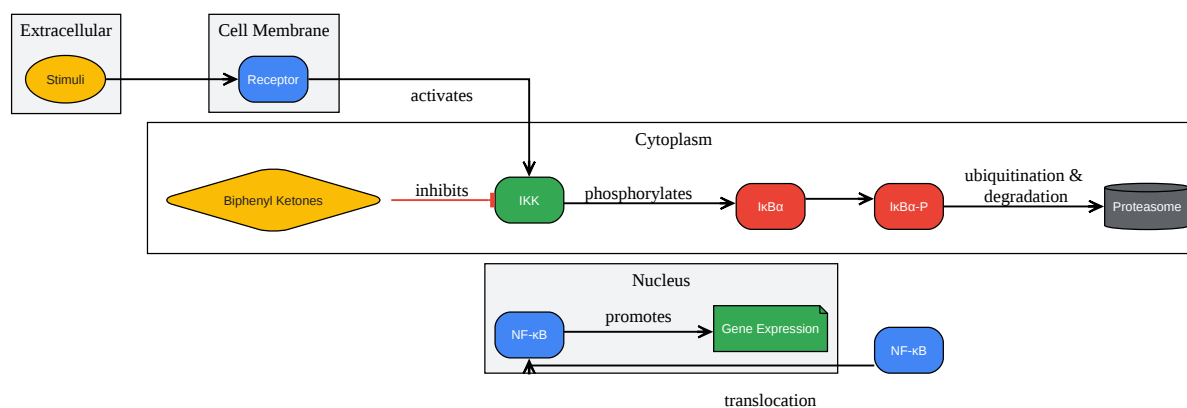 Extracellular
Cell Membrane
Stimuli
Receptor
activates
Cytoplasm
Biphenyl Ketones
inhibits
IKK
phosphorylates
IκBα
IκBα-P
ubiquitination &
degradation
Proteasome
Nucleus
NF-κB
promotes
Gene Expression
NF-κB
translocation